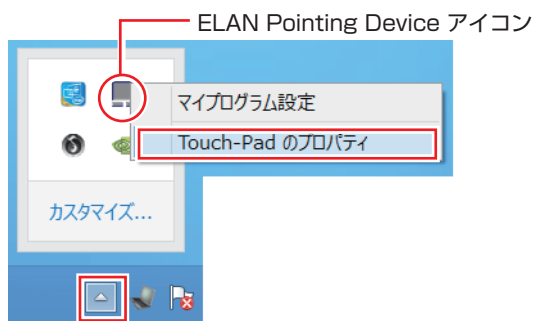 ELAN Pointing Device アイコン
マイプログラム設定
Touch-Pad のプロパティ
カスタマイズ...